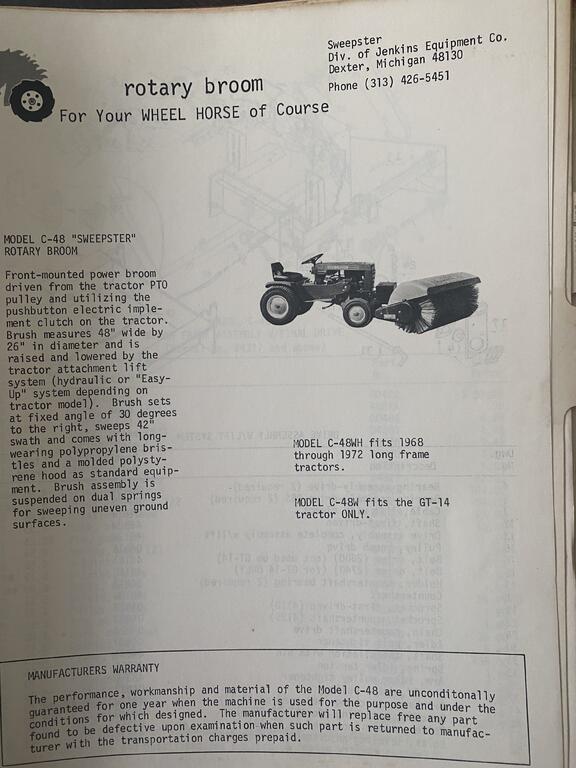 Sweepster
Div. of Jenkins Equipment Co.
Dexter, Michigan 48130
Phone (313) 426-5451
rotary broom
For Your WHEEL HORSE of Course
MODEL C-48 "SWEEPSTER"
ROTARY BROOM
Front-mounted power broom
driven from the tractor PTO
pulley and utilizing the
pushbutton electric imple-
ment clutch on the tractor.
Brush measures 48" wide by
26" in diameter and is
raised and lowered by the
tractor attachment lift
system (hydraulic or "Easy-
Up" system depending on
tractor model). Brush sets
at fixed angle of 30 degrees
to the right, sweeps 42"
swath and comes with long-
wearing polypropylene bris-
tles and a molded polysty-
rene hood as standard equip-
ment. Brush assembly is
suspended on dual springs
for sweeping uneven ground
surfaces.
MODEL C-48WH fits 1968
through 1972 long frame
tractors.
MODEL C-48W fits the GT-14
tractor ONLY.
MANUFACTURERS WARRANTY
The performance, workmanship and material of the Model C-48 are unconditonally
guaranteed for one year when the machine is used for the purpose and under the
conditions for which designed. The manufacturer will replace free any part
found to be defective upon examination when such part is returned to manufac-
turer with the transportation charges prepaid.